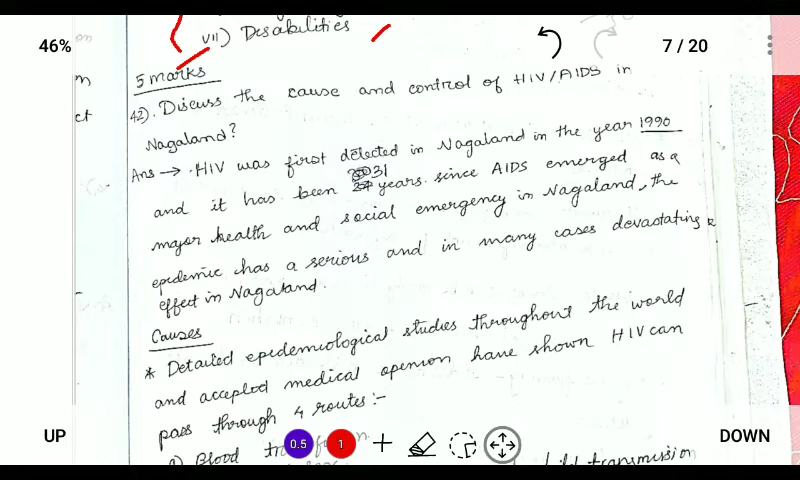 46%
VII) Disabilities
7 / 20
5 marks
42). Discuss the cause and control of HIV/AIDS in
Nagaland?
Ans → . HIV was first detected in Nagaland in the year 1990
31
and it has been years since AIDS emerged as a
major health and social emergency in Nagaland, the
epidemic has a serious and in many cases devastating
effect in Nagaland.
Causes
* Detailed epidemiological studies throughout the world
and accepted medical openion have shown HIV can
pass through 4 routes:-
a) Blood
transmission
ct
UP
0.5
1
DOWN